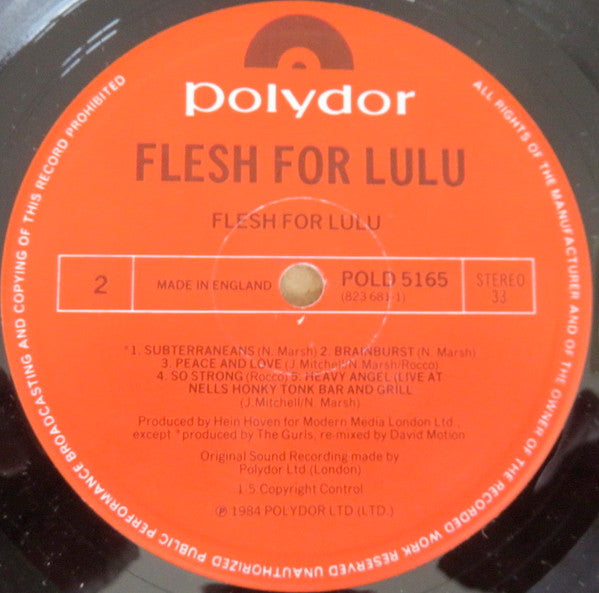 polydor
FLESH FOR LULU
FLESH FOR LULU
2
MADE IN ENGLAND
POLD 5165
(823 681-1)
STEREO
33
*1. SUBTERRANEANS (N. Marsh) 2. BRAINBURST (N. Marsh)
3. PEACE AND LOVE (J Mitchell/N Marsh/Rocco)
4. SO STRONG (Rocco) 5. HEAVY ANGEL (LIVE AT
NELLS HONKY TONK BAR AND GRILL
(J. Mitchell/N. Marsh)
Produced by Hein Hoven for Modern Media London Ltd.,
except *produced by The Gurls, re-mixed by David Motion
Original Sound Recording made by
Polydor Ltd (London)
1-5 Copyright Control
℗ 1984 POLYDOR LTD (LTD.)
ALL RIGHTS OF THE MANUFACTURER AND OF THE OWNER OF THE RECORDED WORK RESERVED UNAUTHORIZED PUBLIC PERFORMANCE BROADCASTING AND COPYING OF THIS RECORD PROHIBITED